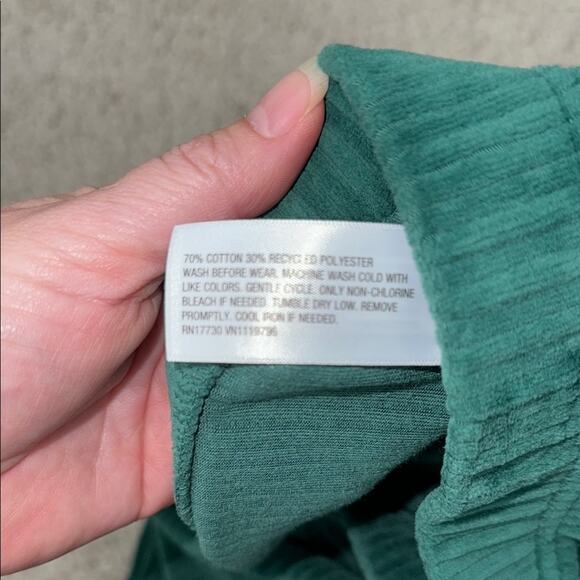 70% COTTON 30% RECYCLED POLYESTER
WASH BEFORE WEAR. MACHINE WASH COLD WITH
LIKE COLORS. GENTLE CYCLE. ONLY NON-CHLORINE
BLEACH IF NEEDED. TUMBLE DRY LOW. REMOVE
PROMPTLY. COOL IRON IF NEEDED.
RN17730 VN1119796